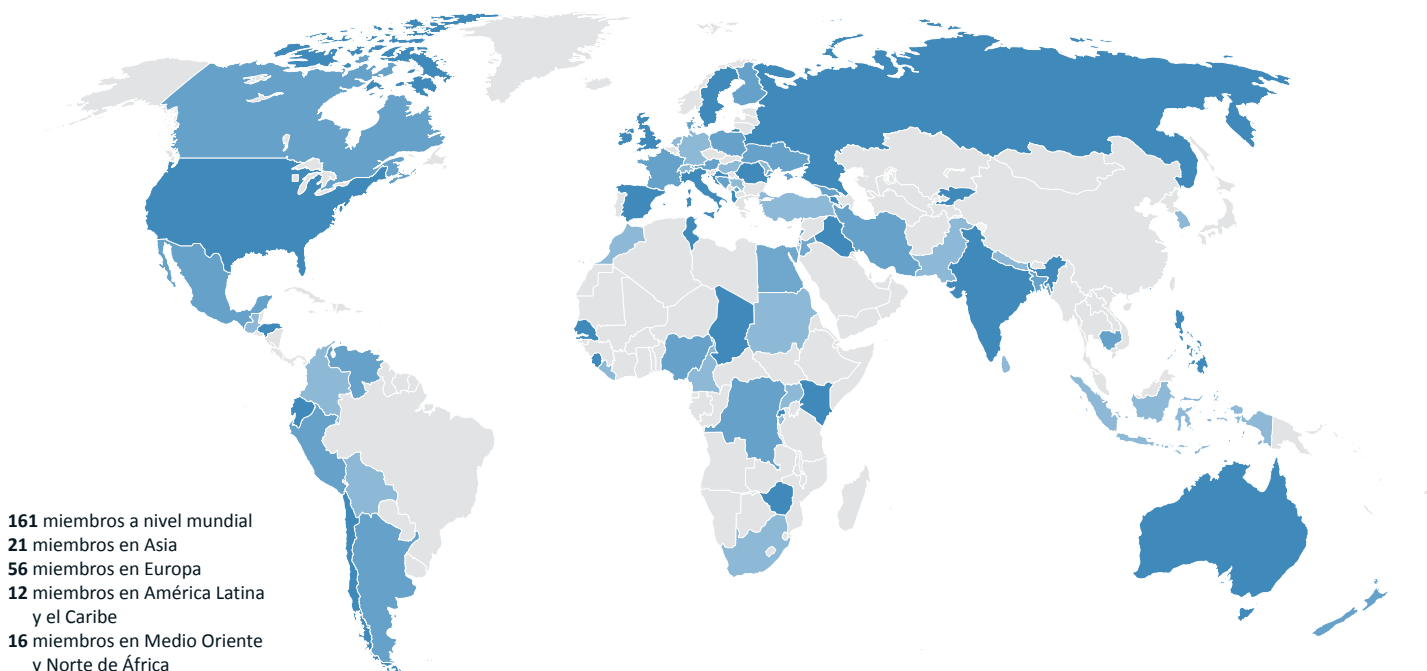 161 miembros a nivel mundial
21 miembros en Asia
56 miembros en Europa
12 miembros en América Latina
y el Caribe
16 miembros en Medio Oriente
y Norte de África